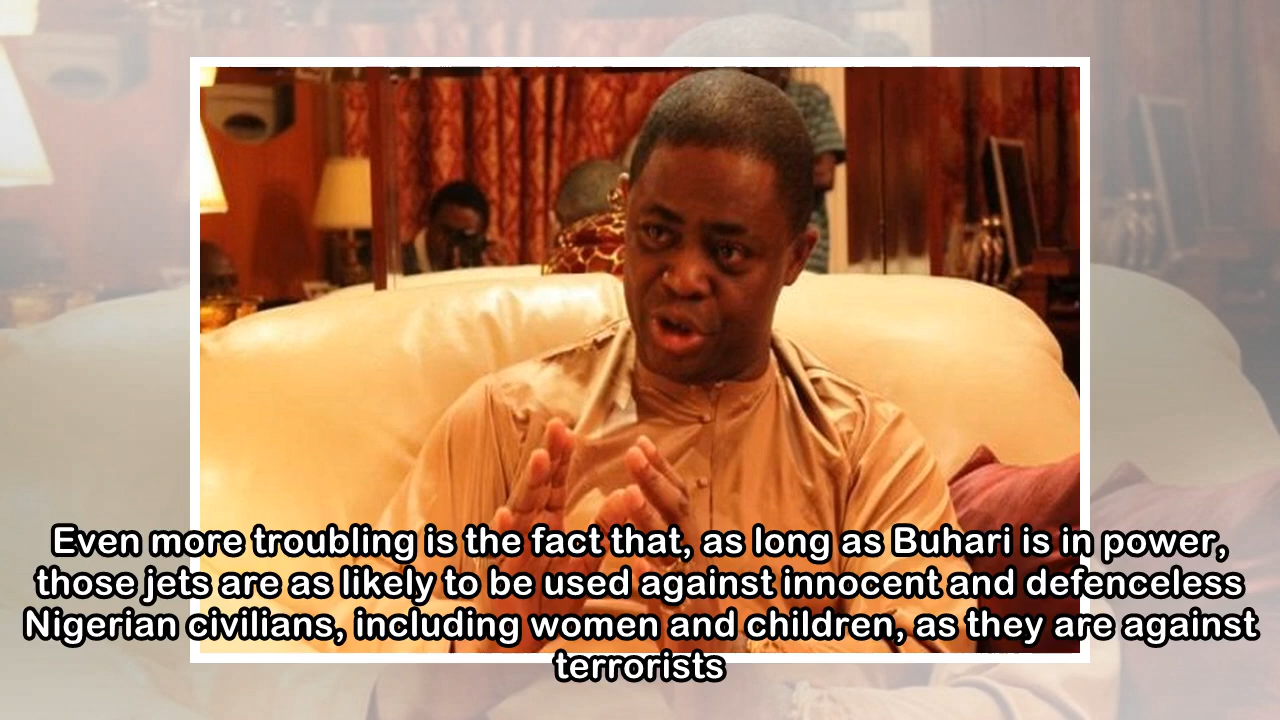 Even more troubling is the fact that, as long as Buhari is in power,
those jets are as likely to be used against innocent and defenceless
Nigerian civilians, including women and children, as they are against
terrorists